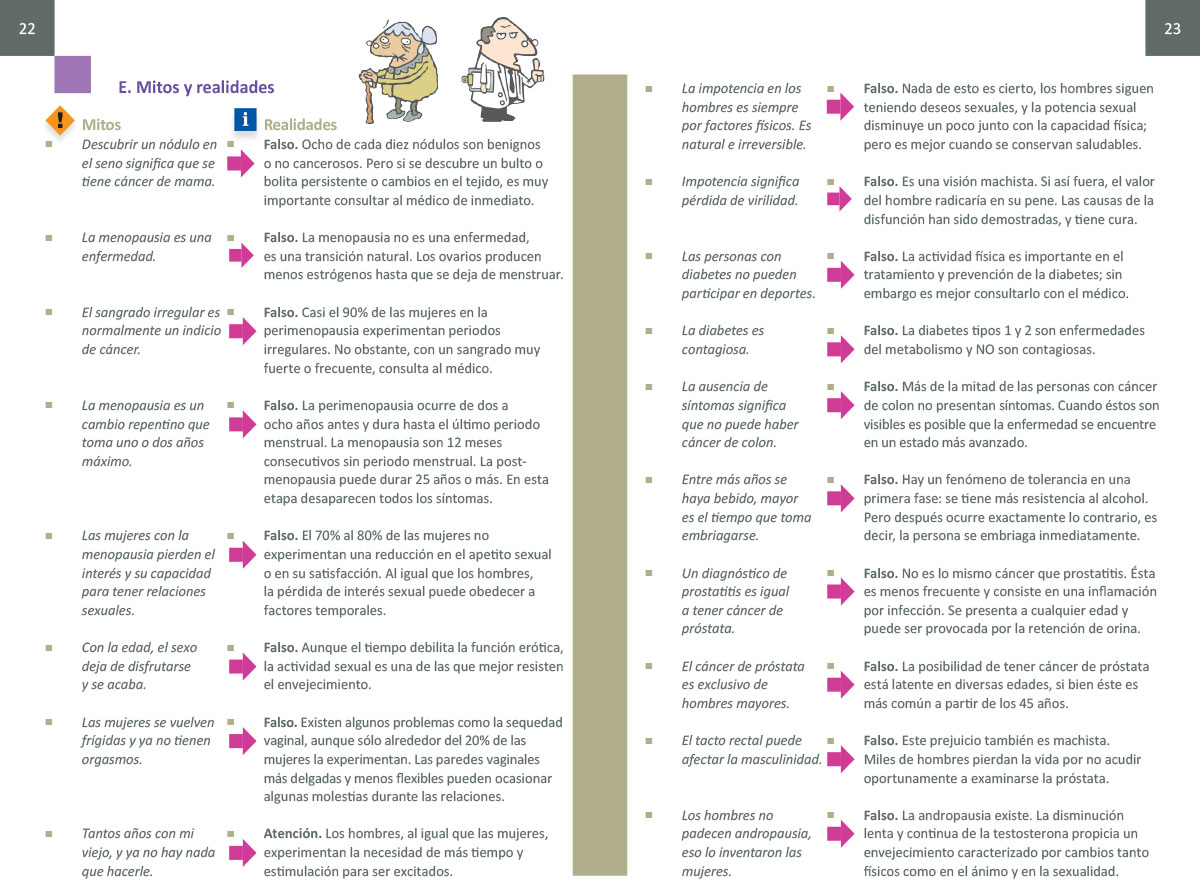 22
23
E. Mitos y realidades
Mitos
Realidades
Descubrir un nódulo en
el seno significa que se
tiene cáncer de mama.
Falso. Ocho de cada diez nódulos son benignos
o no cancerosos. Pero si se descubre un bulto o
bolita persistente o cambios en el tejido, es muy
importante consultar al médico de inmediato.
La menopausia es una
enfermedad.
Falso. La menopausia no es una enfermedad,
es una transición natural. Los ovarios producen
menos estrógenos hasta que se deja de menstruar.
El sangrado irregular es
normalmente un indicio
de cáncer.
Falso. Casi el 90% de las mujeres en la
perimenopausia experimentan periodos
irregulares. No obstante, con un sangrado muy
fuerte o frecuente, consulta al médico.
La menopausia es un
cambio repentino que
toma uno o dos años
máximo.
Falso. La perimenopausia ocurre de dos a
ocho años antes y dura hasta el último periodo
menstrual. La menopausia son 12 meses
consecutivos sin periodo menstrual. La post-
menopausia puede durar 25 años o más. En esta
etapa desaparecen todos los síntomas.
Las mujeres con la
menopausia pierden el
interés y su capacidad
para tener relaciones
sexuales.
Falso. El 70% al 80% de las mujeres no
experimentan una reducción en el apetito sexual
o en su satisfacción. Al igual que los hombres,
la pérdida de interés sexual puede obedecer a
factores temporales.
Con la edad, el sexo
deja de disfrutarse
y se acaba.
Falso. Aunque el tiempo debilita la función erótica,
la actividad sexual es una de las que mejor resisten
el envejecimiento.
Las mujeres se vuelven
frígidas y ya no tienen
orgasmos.
Falso. Existen algunos problemas como la sequedad
vaginal, aunque sólo alrededor del 20% de las
mujeres la experimentan. Las paredes vaginales
más delgadas y menos flexibles pueden ocasionar
algunas molestias durante las relaciones.
Tantos años con mi
viejo, y ya no hay nada
que hacerle.
Atención. Los hombres, al igual que las mujeres,
experimentan la necesidad de más tiempo y
estimulación para ser excitados.
La impotencia en los
hombres es siempre
por factores físicos. Es
natural e irreversible.
Falso. Nada de esto es cierto, los hombres siguen
teniendo deseos sexuales, y la potencia sexual
disminuye un poco junto con la capacidad física;
pero es mejor cuando se conservan saludables.
Impotencia significa
pérdida de virilidad.
Falso. Es una visión machista. Si así fuera, el valor
del hombre radicaría en su pene. Las causas de la
disfunción han sido demostradas, y tiene cura.
Las personas con
diabetes no pueden
participar en deportes.
Falso. La actividad física es importante en el
tratamiento y prevención de la diabetes; sin
embargo es mejor consultarlo con el médico.
La diabetes es
contagiosa.
Falso. La diabetes tipos 1 y 2 son enfermedades
del metabolismo y NO son contagiosas.
La ausencia de
síntomas significa
que no puede haber
cáncer de colon.
Falso. Más de la mitad de las personas con cáncer
de colon no presentan síntomas. Cuando éstos son
visibles es posible que la enfermedad se encuentre
en un estado más avanzado.
Entre más años se
haya bebido, mayor
es el tiempo que toma
embriagarse.
Falso. Hay un fenómeno de tolerancia en una
primera fase: se tiene más resistencia al alcohol.
Pero después ocurre exactamente lo contrario, es
decir, la persona se embriaga inmediatamente.
Un diagnóstico de
prostatitis es igual
a tener cáncer de
próstata.
Falso. No es lo mismo cáncer que prostatitis. Ésta
es menos frecuente y consiste en una inflamación
por infección. Se presenta a cualquier edad y
puede ser provocada por la retención de orina.
El cáncer de próstata
es exclusivo de
hombres mayores.
Falso. La posibilidad de tener cáncer de próstata
está latente en diversas edades, si bien éste es
más común a partir de los 45 años.
El tacto rectal puede
afectar la masculinidad.
Falso. Este prejuicio también es machista.
Miles de hombres pierdan la vida por no acudir
oportunamente a examinarse la próstata.
Los hombres no
padecen andropausia,
eso lo inventaron las
mujeres.
Falso. La andropausia existe. La disminución
lenta y continua de la testosterona propicia un
envejecimiento caracterizado por cambios tanto
físicos como en el ánimo y en la sexualidad.